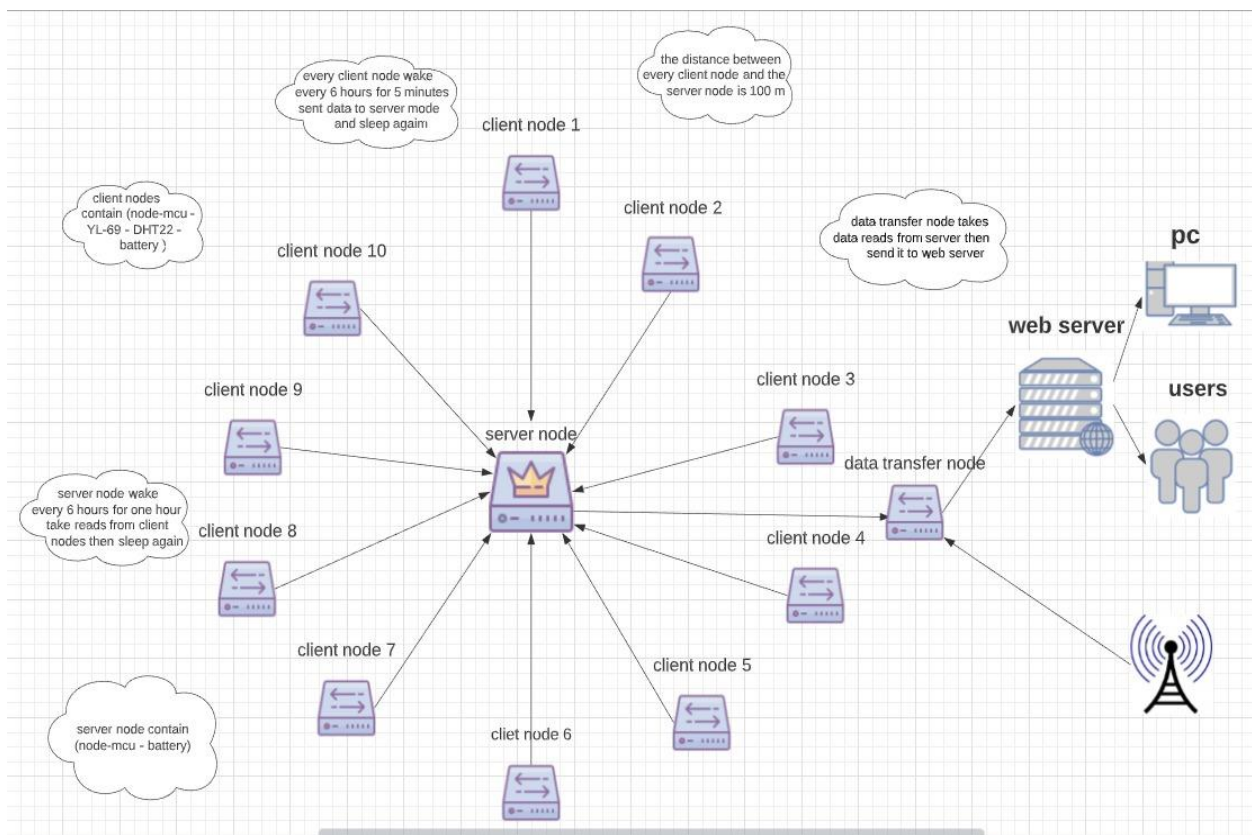 every client node wake
every 6 hours for 5 minutes
sent data to server mode
and sleep agaim
the distance between
every client node and the
server node is 100 m
client node 1
client nodes
contain (node-mcu -
YL-69 - DHT22 -
battery )
client node 2
data transfer node takes
data reads from server then
send it to web server
pc
client node 10
web server
client node 9
client node 3
users
server node
data transfer node
server node wake
every 6 hours for one hour
take reads from client
nodes then sleep again
client node 8
client node 4
client node 7
client node 5
server node contain
(node-mcu - battery)
cliet node 6